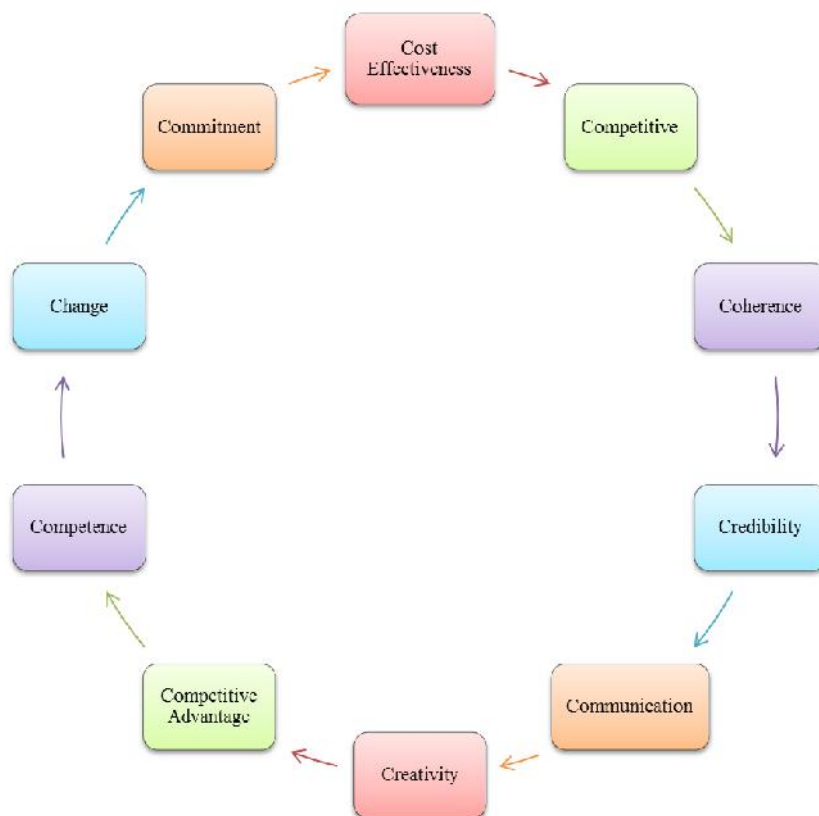 Cost
Effectiveness
Competitive
Coherence
Credibility
Communication
Creativity
Competitive
Advantage
Competence
Change
Commitment